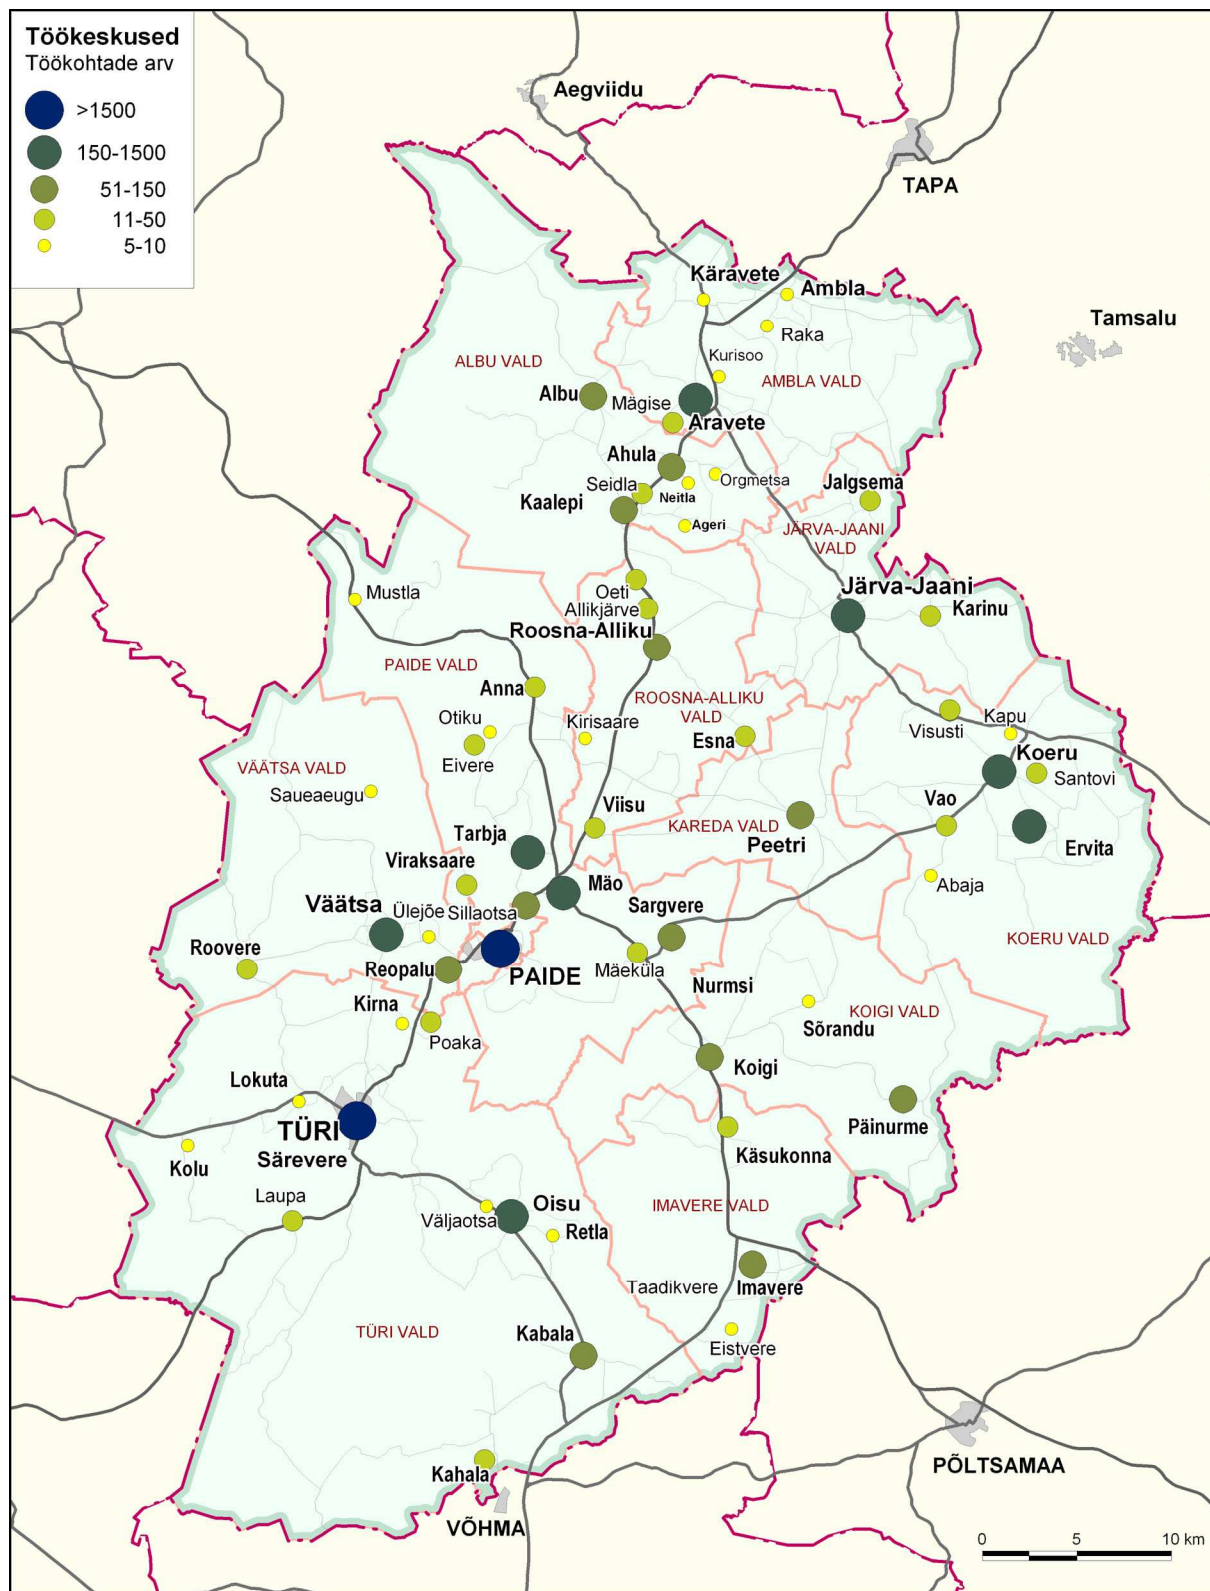 Töökeskused
Töökohtade arv
>1500
150-1500
51-150
11-50
5-10
Aegviidu
TAPA
Käravete
Ambla
Raka
Tamsalu
Kurisoo
ALBU VALD
AMBLA VALD
Albu
Mägise
Aravete
Ahula
Orgmetsa
Seidla
Neitla
Jalgsema
Kaalepi
Ageri
JÄRVA-JAANI
VALD
Mustla
Oeti
Allikjärve
Järva-Jaani
Karinu
Roosna-Alliku
PAIDE VALD
Anna
ROOSNA-ALLIKU
VALD
Otiku
Kirisaare
Esna
Visusti
Kapu
Eivere
Koeru
VÄÄTSA VALD
Santovi
Saueaeugu
Vao
Viisu
KAREDA VALD
Tarbja
Peetri
Ervita
Viraksaare
Mäo
Abaja
Väätsa
Ülejõe
Sillaotsa
Sargvere
KOERU VALD
Roovere
Reopalu
PAIDE
Mäeküla
Nurmsi
Kirna
Sõrandu
KOIGI VALD
Poaka
Koigi
Lokuta
TÜRI
Päinurme
Särevere
Käsukonna
Kolu
Laupa
Väljaotsa
Oisu
IMAVERE VALD
Retla
Taadikvere
Imavere
TÜRI VALD
Kabala
Eistvere
Kahala
PÕLTSAMAA
VÕHMA
0 5 10 km